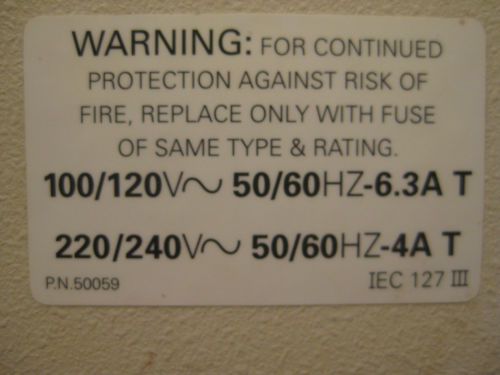 WARNING: FOR CONTINUED
PROTECTION AGAINST RISK OF
FIRE, REPLACE ONLY WITH FUSE
OF SAME TYPE & RATING.
100/120V～ 50/60HZ-6.3A T
220/240V～ 50/60HZ-4A T
P.N.50059 IEC 127 III